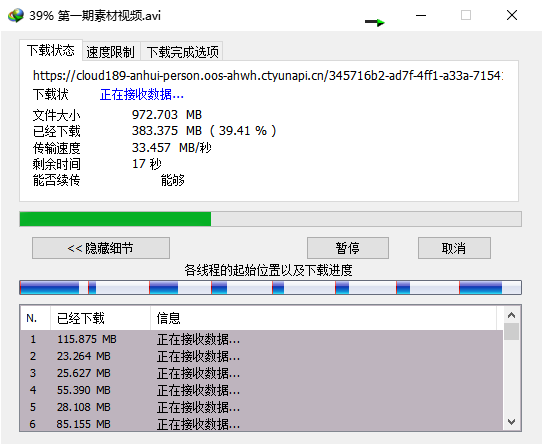 39% 第一期素材视频.avi
下载状态 速度限制 下载完成选项
https://cloud189-anhui-person.oos-ahwh.ctyunapi.cn/345716b2-ad7f-4ff1-a33a-71541
下载状 正在接收数据...
文件大小 972.703 MB
已经下载 383.375 MB ( 39.41 % )
传输速度 33.457 MB/秒
剩余时间 17 秒
能否续传 能够
<< 隐藏细节 暂停 取消
各线程的起始位置以及下载进度
N. 已经下载 信息
1 115.875 MB 正在接收数据...
2 23.264 MB 正在接收数据...
3 25.627 MB 正在接收数据...
4 55.390 MB 正在接收数据...
5 28.108 MB 正在接收数据...
6 85.155 MB 正在接收数据...